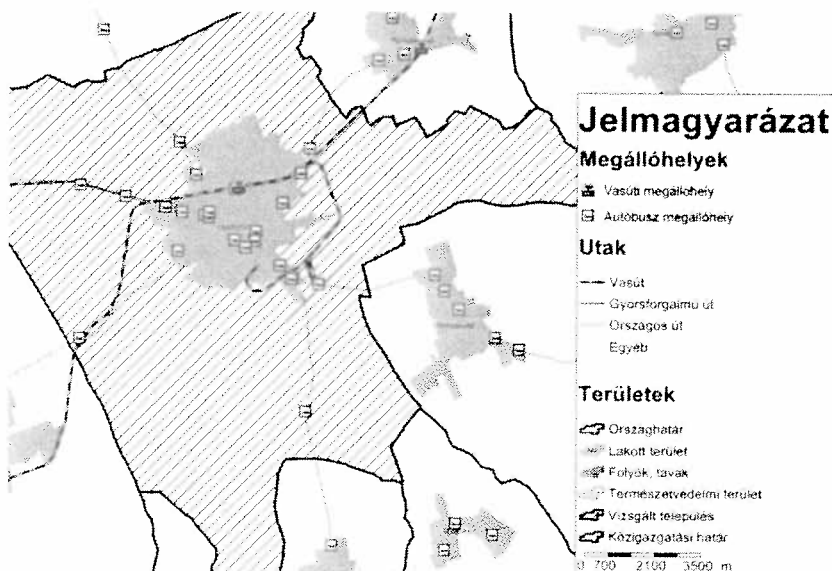 Jelmagyarázat
Megállóhelyek
Vasúti megállóhely
Autóbusz megállóhely
Utak
Vasút
Gyorsforgalmú út
Országos út
Egyéb
Területek
Országhatár
Lakott terület
Folyók, tavak
Természetvédelmi terület
Vizsgált település
Közigazgatási határ
0 700 2100 3500 m